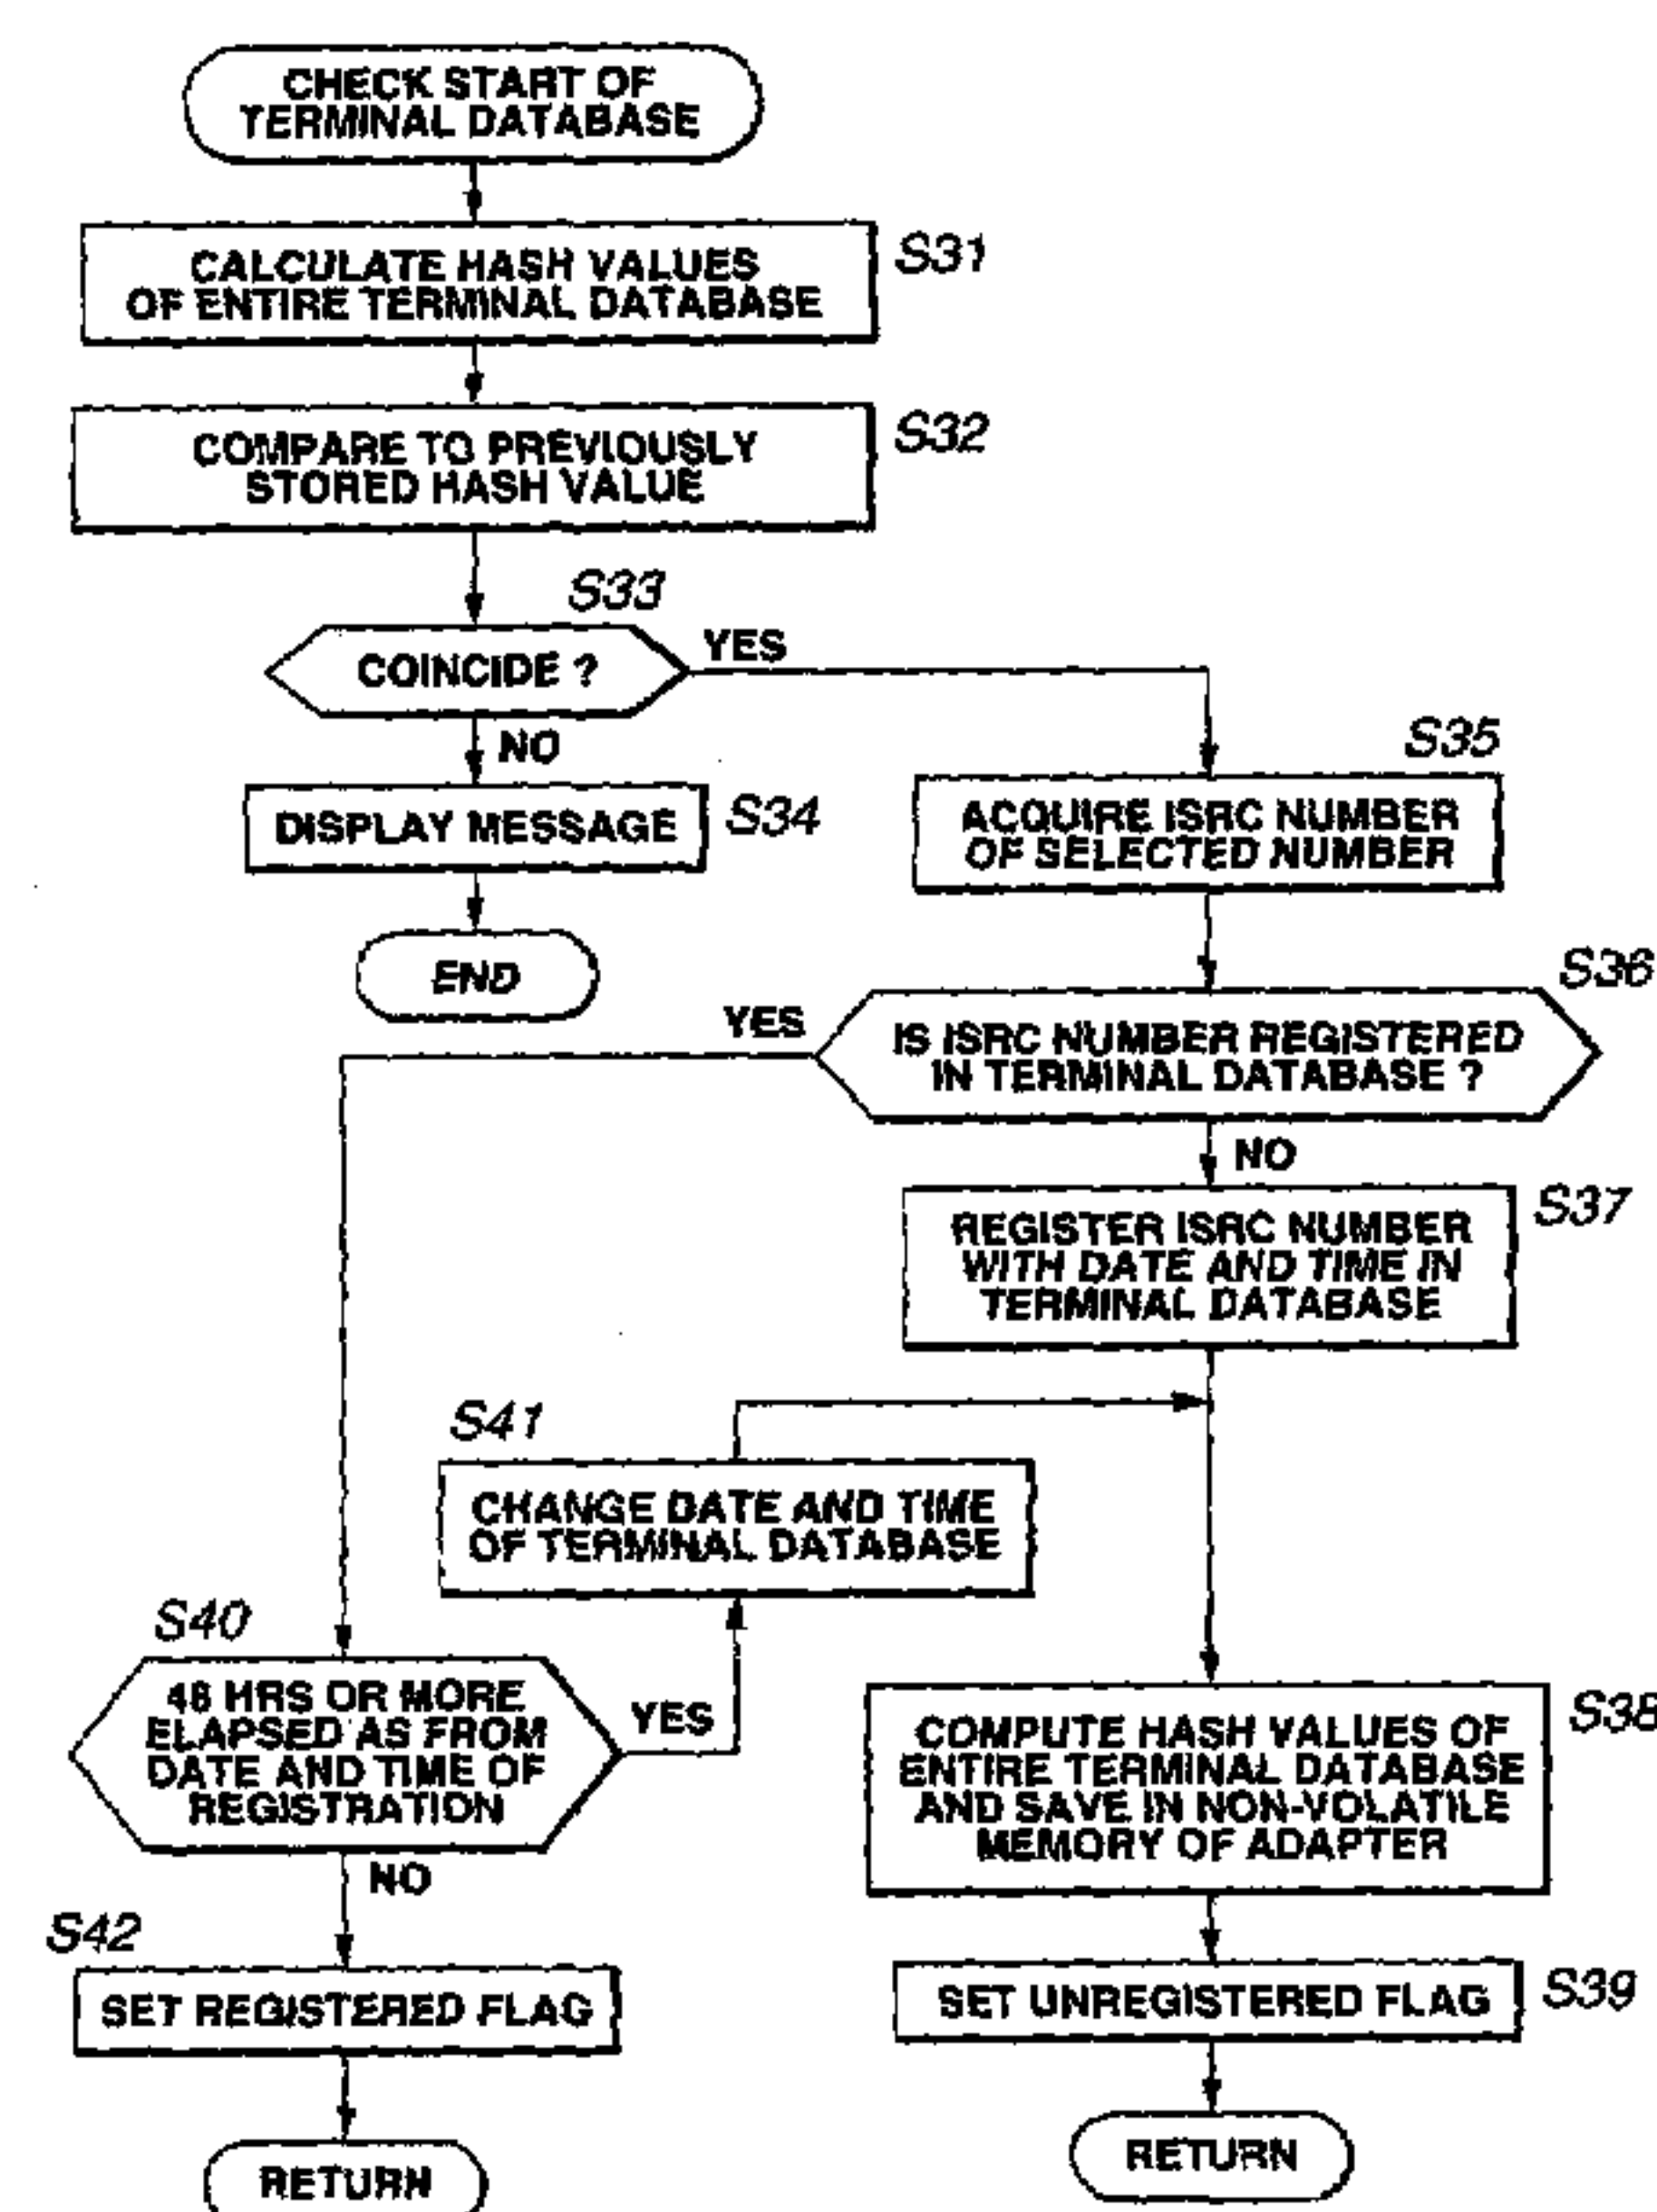 CHECK START OF
TERMINAL DATABASE
CALCULATE HASH VALUES
OF ENTIRE TERMINAL DATABASE
S31
COMPARE TO PREVIOUSLY
STORED HASH VALUE
S32
S33
COINCIDE ?
YES
NO
DISPLAY MESSAGE
S34
END
S35
ACQUIRE ISRC NUMBER
OF SELECTED NUMBER
S36
IS ISRC NUMBER REGISTERED
IN TERMINAL DATABASE ?
YES
NO
S37
REGISTER ISRC NUMBER
WITH DATE AND TIME IN
TERMINAL DATABASE
S41
CHANGE DATE AND TIME
OF TERMINAL DATABASE
S40
48 HRS OR MORE
ELAPSED AS FROM
DATE AND TIME OF
REGISTRATION
YES
NO
S38
COMPUTE HASH VALUES OF
ENTIRE TERMINAL DATABASE
AND SAVE IN NON-VOLATILE
MEMORY OF ADAPTER
S42
SET REGISTERED FLAG
RETURN
SET UNREGISTERED FLAG
S39
RETURN